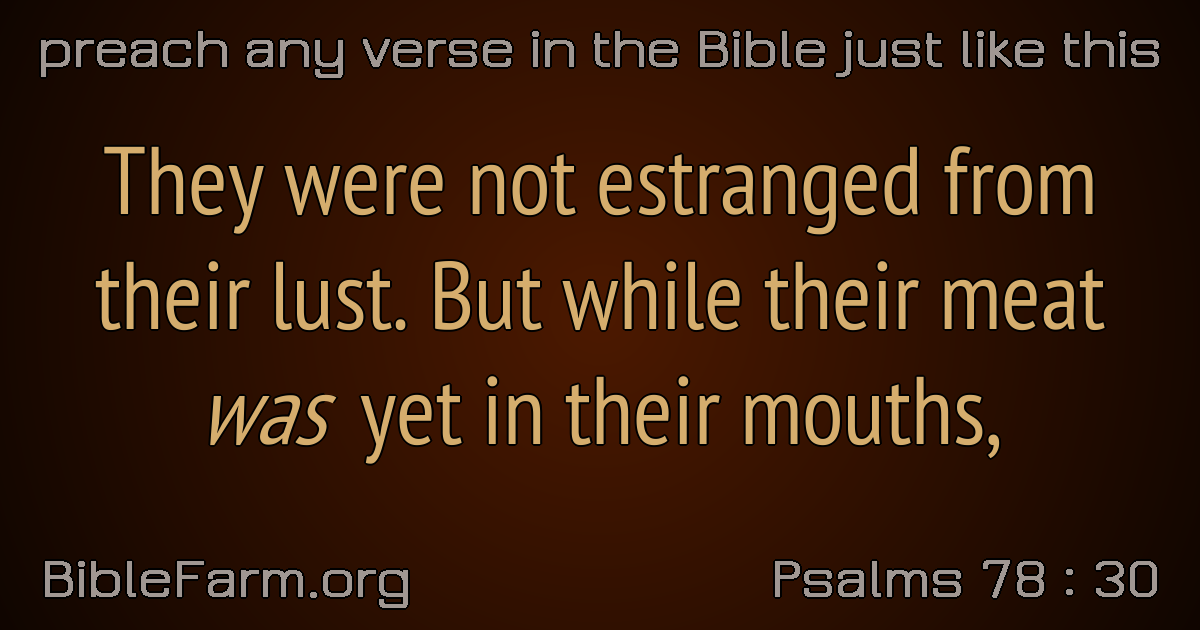 preach any verse in the Bible just like this
They were not estranged from
their lust. But while their meat
was yet in their mouths,
BibleFarm.org
Psalms 78 : 30